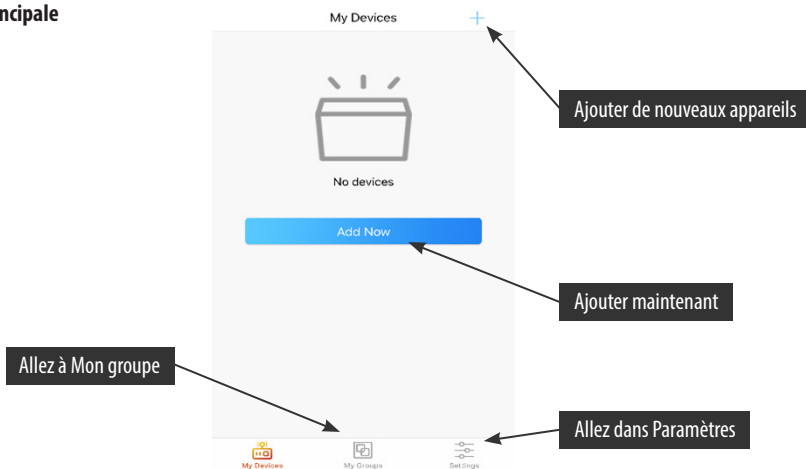 ncipale
My Devices
Ajouter de nouveaux appareils
No devices
Add Now
Ajouter maintenant
Allez à Mon groupe
Allez dans Paramètres
My Devices
My Groups
Settings